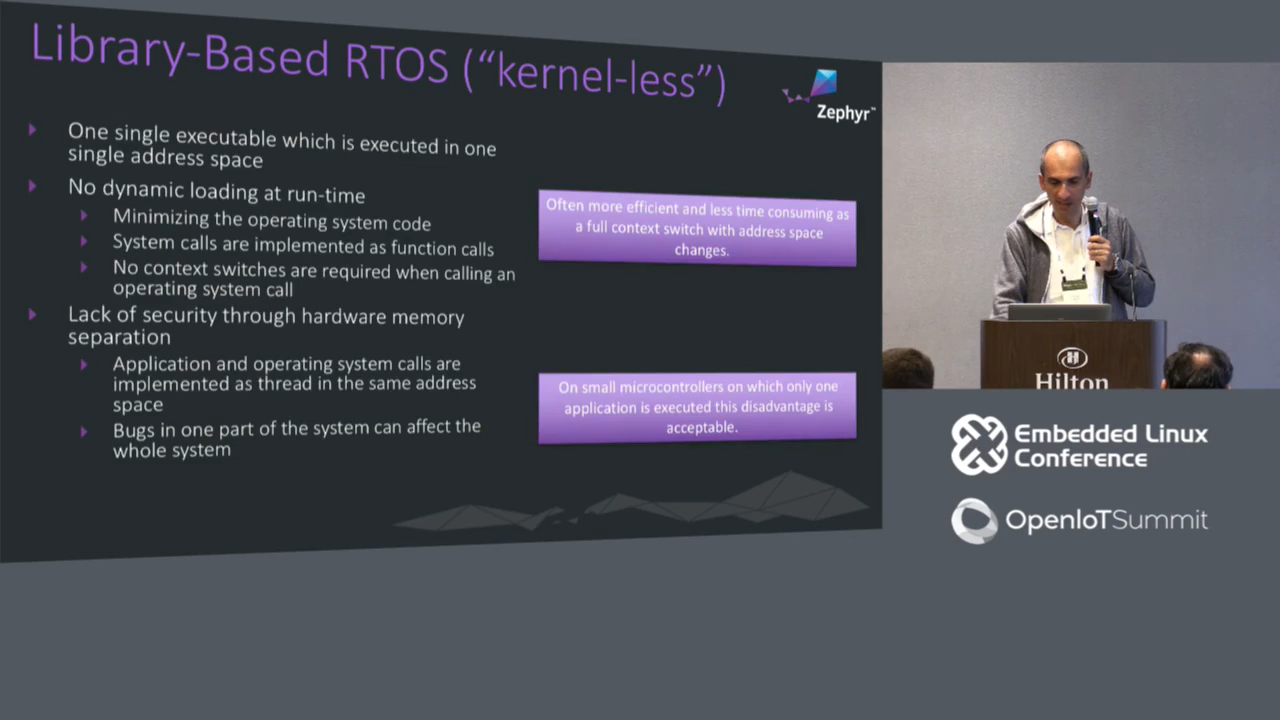 Library-Based RTOS (“kernel-less”)
Zephyr™
One single executable which is executed in one
single address space
No dynamic loading at run-time
Minimizing the operating system code
System calls are implemented as function calls
No context switches are required when calling an
operating system call
Often more efficient and less time consuming as
a full context switch with address space
changes.
Lack of security through hardware memory
separation
Application and operating system calls are
implemented as thread in the same address
space
Bugs in one part of the system can affect the
whole system
On small microcontrollers on which only one
application is executed this disadvantage is
acceptable.
Hilton
Embedded Linux
Conference
OpenIoTSummit